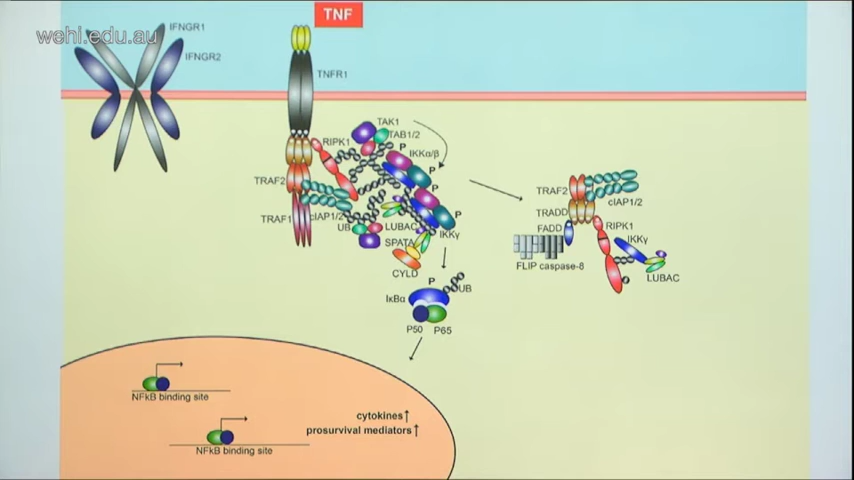 wehi.edu.au
TNF
IFNGR1
IFNGR2
TNFR1
TAK1
TAB1/2
RIPK1
P
IKKα/β
P
P
TRAF2
TRAF1
cIAP1/2
UB
LUBAC
SPATA
P
IKKγ
CYLD
P
IκBα
UB
P50
P65
TRAF2
cIAP1/2
TRADD
FADD
RIPK1
IKKγ
FLIP caspase-8
LUBAC
NFkB binding site
NFkB binding site
cytokines↑
prosurvival mediators↑